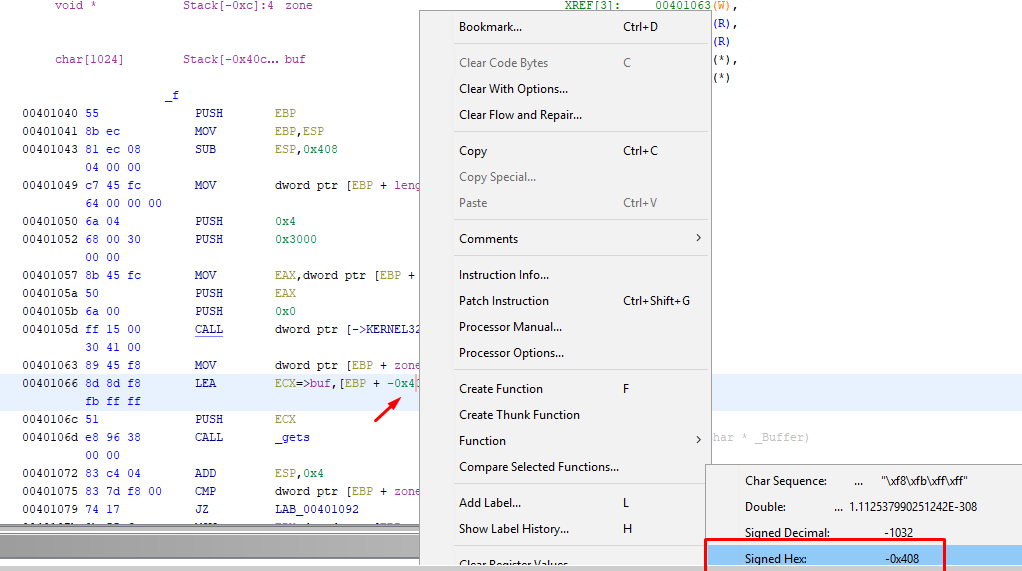 void * Stack[-0xc]:4 zone XREF[3]: 00401063(W),
(R),
(R)
char[1024] Stack[-0x40c... buf (*),
(*)
_f
00401040 55 PUSH EBP
00401041 8b ec MOV EBP,ESP
00401043 81 ec 08 SUB ESP,0x408
04 00 00
00401049 c7 45 fc MOV dword ptr [EBP + leng
64 00 00 00
00401050 6a 04 PUSH 0x4
00401052 68 00 30 PUSH 0x3000
00 00
00401057 8b 45 fc MOV EAX,dword ptr [EBP +
0040105a 50 PUSH EAX
0040105b 6a 00 PUSH 0x0
0040105d ff 15 00 CALL dword ptr [->KERNEL32
30 41 00
00401063 89 45 f8 MOV dword ptr [EBP + zone
00401066 8d 8d f8 LEA ECX=>buf,[EBP + -0x40
fb ff ff
0040106c 51 PUSH ECX
0040106d e8 96 38 CALL _gets char * _Buffer)
00 00
00401072 83 c4 04 ADD ESP,0x4
00401075 83 7d f8 00 CMP dword ptr [EBP + zone
00401079 74 17 JZ LAB_00401092
Bookmark... Ctrl+D
Clear Code Bytes C
Clear With Options...
Clear Flow and Repair...
Copy Ctrl+C
Copy Special...
Paste Ctrl+V
Comments
Instruction Info...
Patch Instruction Ctrl+Shift+G
Processor Manual...
Processor Options...
Create Function F
Create Thunk Function
Function
Compare Selected Functions...
Add Label... L
Show Label History... H
Clear Register Values
Char Sequence: ... "\xf8\xfb\xff\xff"
Double: ... 1.112537990251242E-308
Signed Decimal: -1032
Signed Hex: -0x408